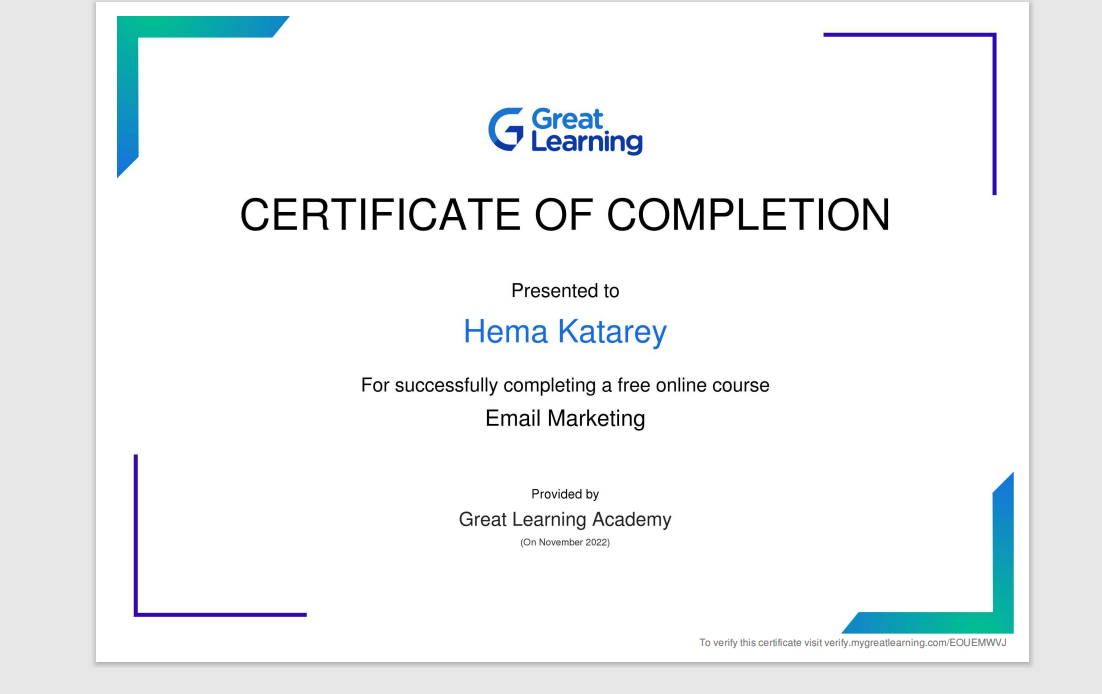 Great
Learning
CERTIFICATE OF COMPLETION
Presented to
Hema Katarey
For successfully completing a free online course
Email Marketing
Provided by
Great Learning Academy
(On November 2022)
To verify this certificate visit verify.mygreatlearning.com/EOUEMWVJ